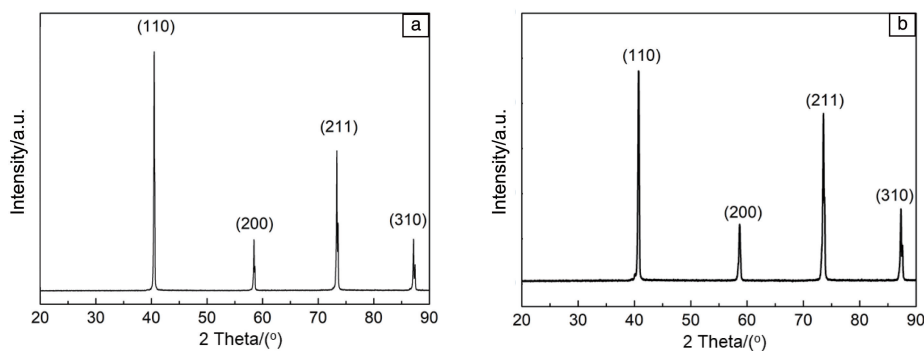 a
(110)
(200)
(211)
(310)
Intensity/a.u.
20 30 40 50 60 70 80 90
2 Theta/(º)
b
(110)
(200)
(211)
(310)
Intensity/a.u.
20 30 40 50 60 70 80 90
2 Theta/(º)